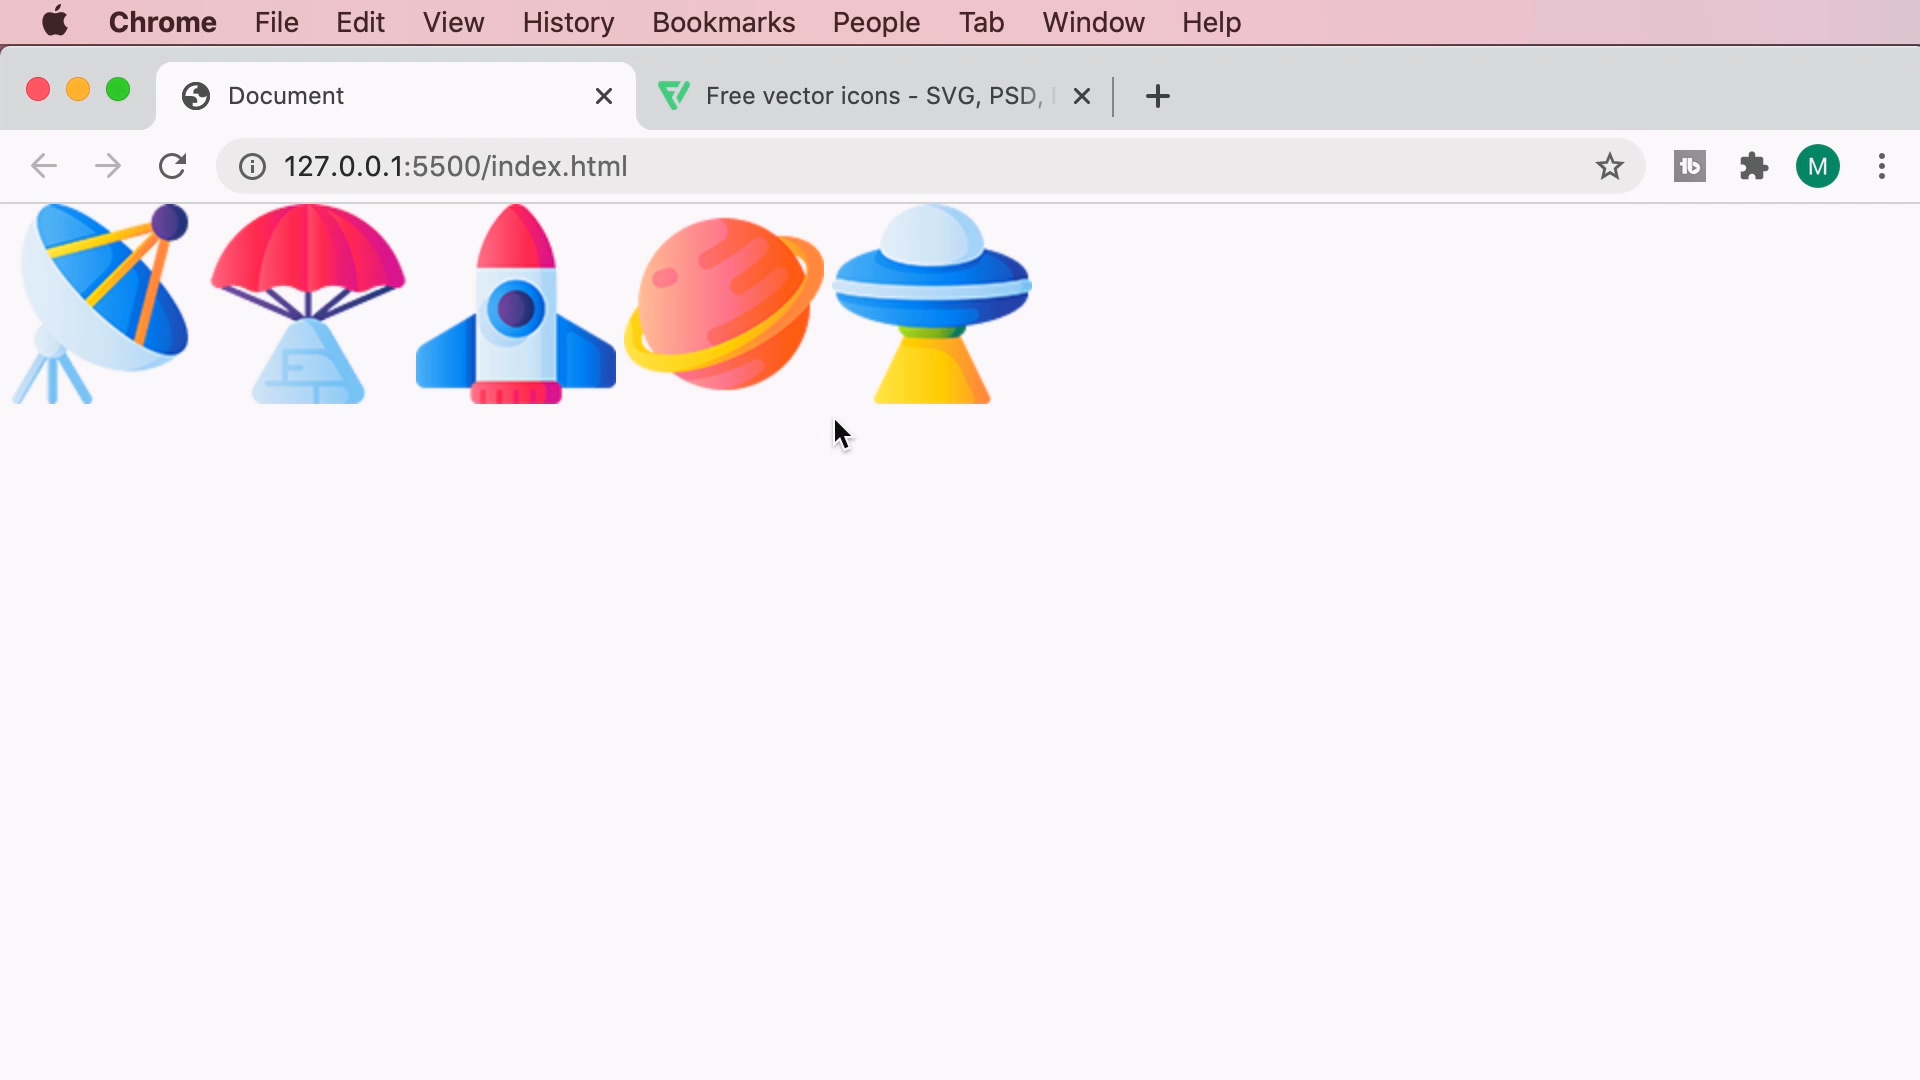 Chrome File Edit View History Bookmarks People Tab Window Help
Document
Free vector icons - SVG, PSD,
127.0.0.1:5500/index.html
M